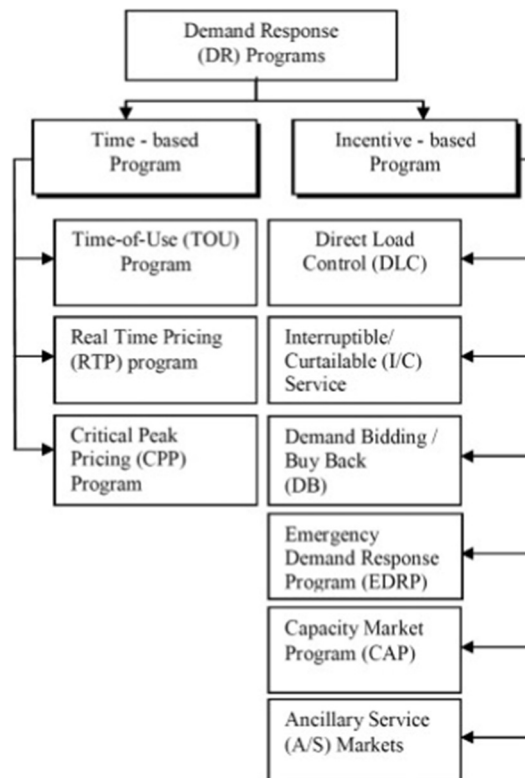 Demand Response
(DR) Programs
Time - based
Program
Incentive - based
Program
Time-of-Use (TOU)
Program
Direct Load
Control (DLC)
Real Time Pricing
(RTP) program
Interruptible/
Curtailable (I/C)
Service
Critical Peak
Pricing (CPP)
Program
Demand Bidding /
Buy Back
(DB)
Emergency
Demand Response
Program (EDRP)
Capacity Market
Program (CAP)
Ancillary Service
(A/S) Markets